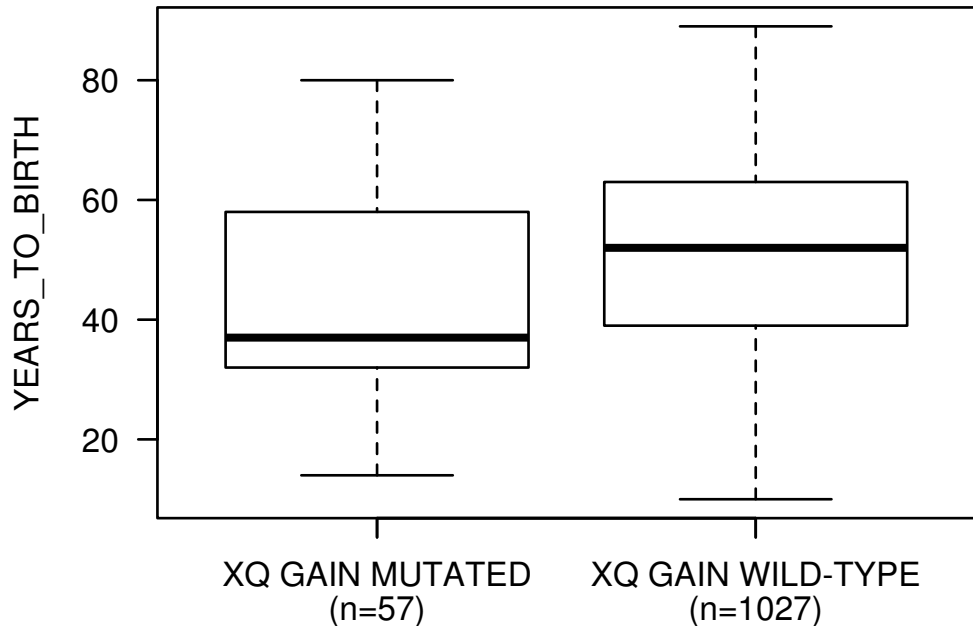 YEARS_TO_BIRTH
80
60
40
20
XQ GAIN MUTATED
(n=57)
XQ GAIN WILD-TYPE
(n=1027)